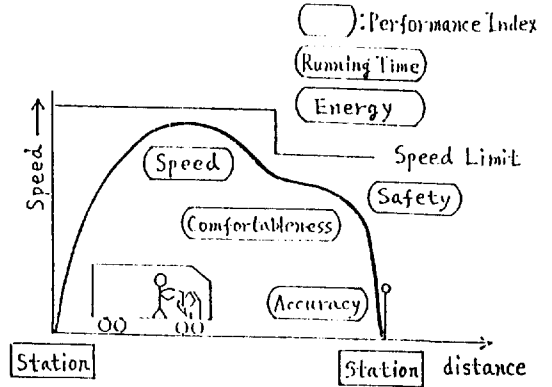 ( ):Performance Index
Running Time
Energy
Speed
Speed Limit
Speed
Safety
Comfortableness
Accuracy
Station
Station
distance